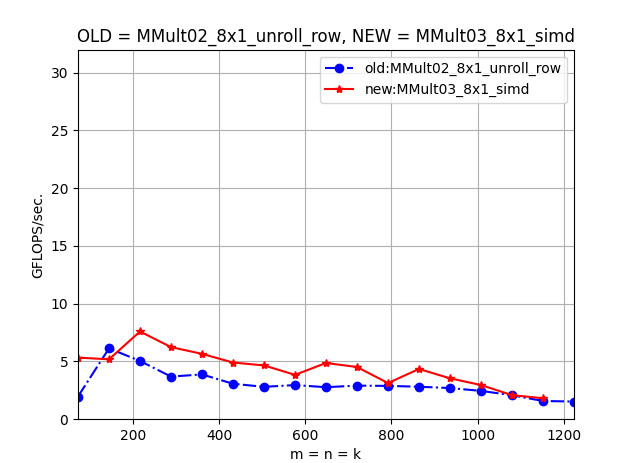 OLD = MMult02_8x1_unroll_row, NEW = MMult03_8x1_simd
old:MMult02_8x1_unroll_row
new:MMult03_8x1_simd
30
25
20
15
10
5
0
GFLOPS/sec.
200 400 600 800 1000 1200
m = n = k